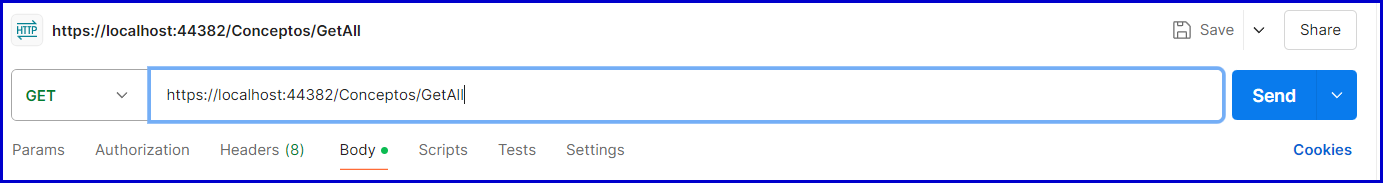 HTTP https://localhost:44382/Conceptos/GetAll Save Share
GET https://localhost:44382/Conceptos/GetAll Send
Params Authorization Headers (8) Body Scripts Tests Settings Cookies